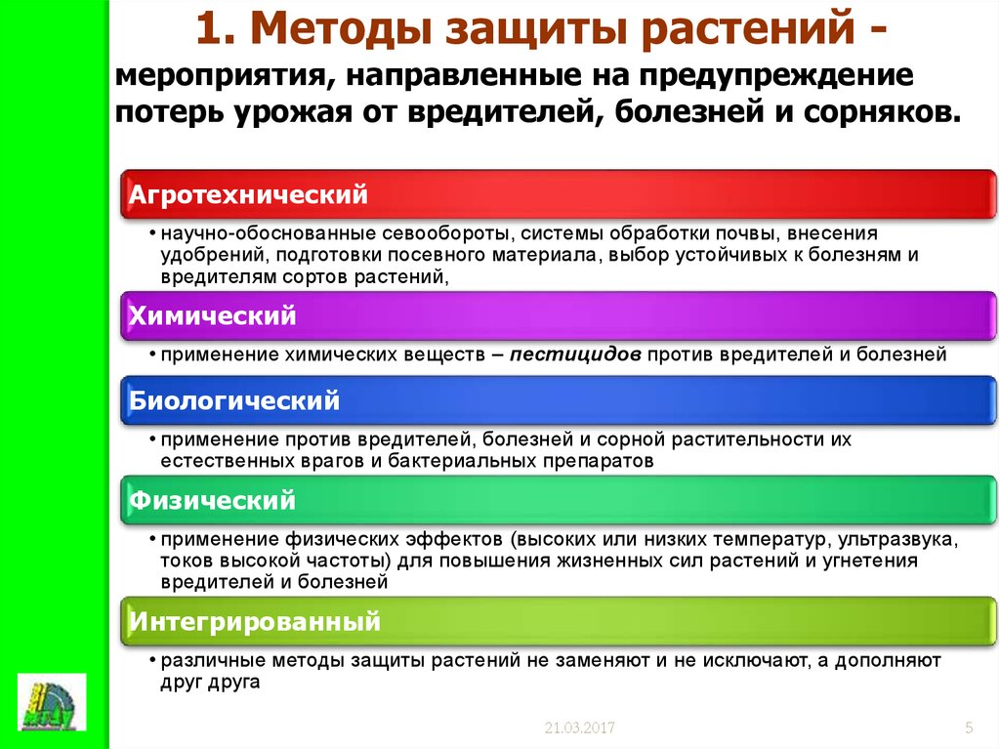 1. Методы защиты растений -
мероприятия, направленные на предупреждение
потерь урожая от вредителей, болезней и сорняков.
Агротехнический
• научно-обоснованные севообороты, системы обработки почвы, внесения
удобрений, подготовки посевного материала, выбор устойчивых к болезням и
вредителям сортов растений,
Химический
• применение химических веществ – пестицидов против вредителей и болезней
Биологический
• применение против вредителей, болезней и сорной растительности их
естественных врагов и бактериальных препаратов
Физический
• применение физических эффектов (высоких или низких температур, ультразвука,
токов высокой частоты) для повышения жизненных сил растений и угнетения
вредителей и болезней
Интегрированный
• различные методы защиты растений не заменяют и не исключают, а дополняют
друг друга
21.03.2017
5